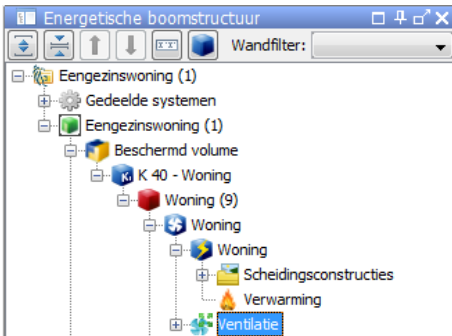 Energetische boomstructuur
Wandfilter:
Eengezinswoning (1)
Gedeelde systemen
Eengezinswoning (1)
Beschermd volume
K 40 - Woning
Woning (9)
Woning
Woning
Scheidingsconstructies
Verwarming
Ventilatie